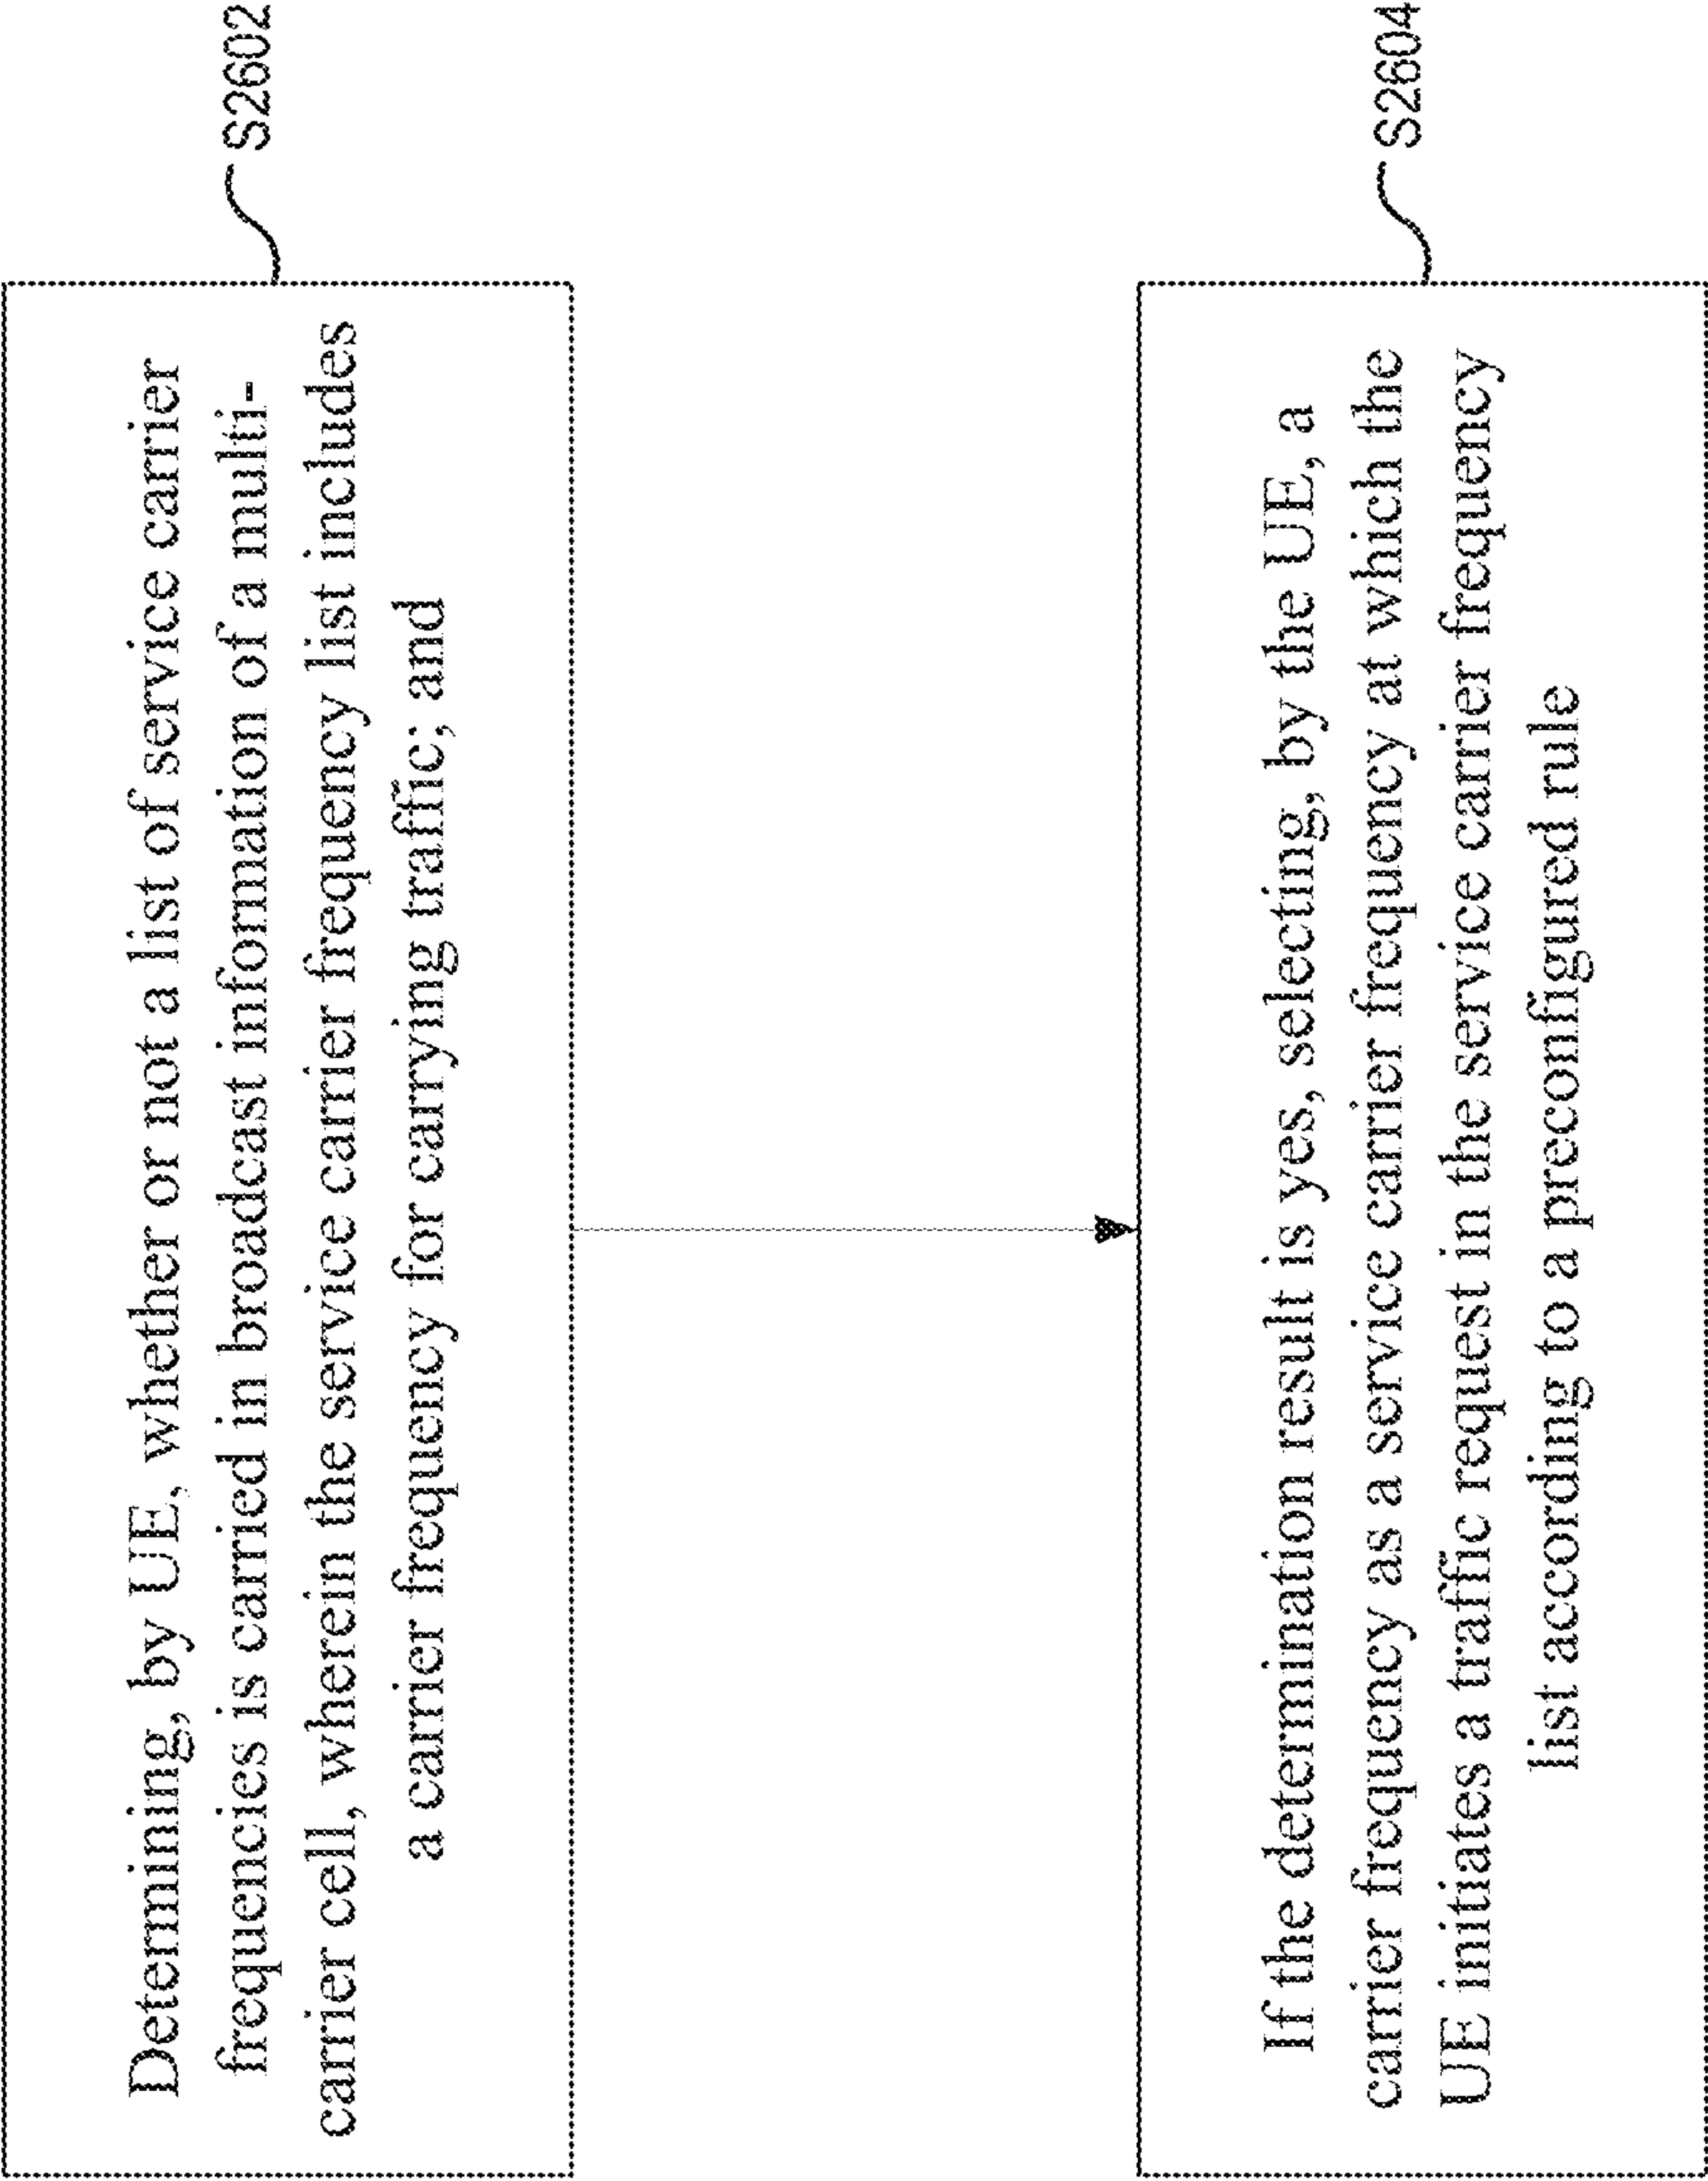 Determining, by UE, whether or not a list of service carrier
frequencies is carried in broadcast information of a multi-
carrier cell, wherein the service carrier frequency list includes
a carrier frequency for carrying traffic; and
S2602
If the determination result is yes, selecting, by the UE, a
carrier frequency as a service carrier frequency at which the
UE initiates a traffic request in the service carrier frequency
list according to a preconfigured rule
S2604